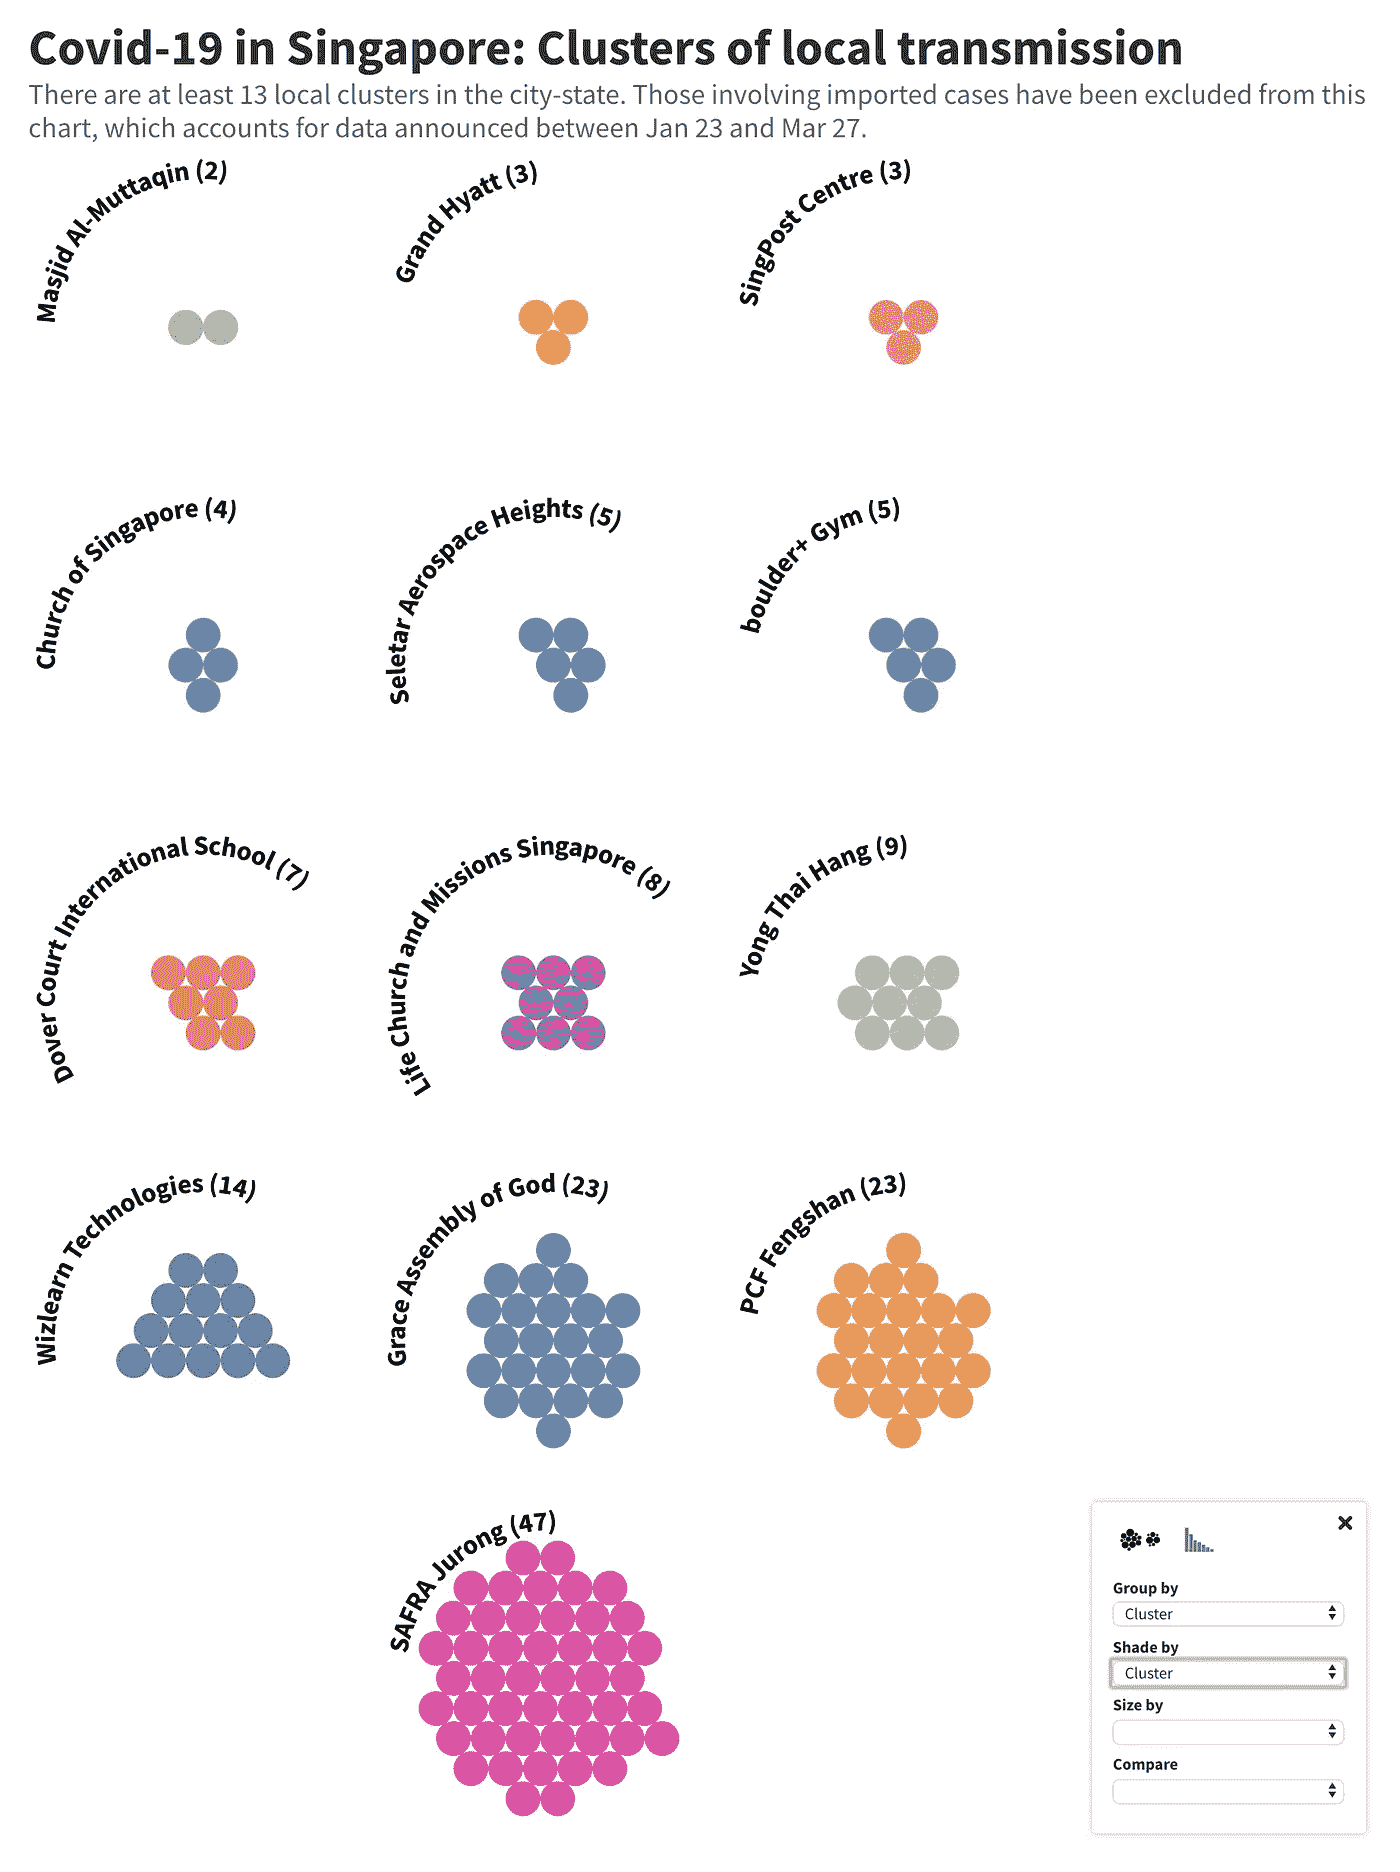 Covid-19 in Singapore: Clusters of local transmission
There are at least 13 local clusters in the city-state. Those involving imported cases have been excluded from this
chart, which accounts for data announced between Jan 23 and Mar 27.
Masjid Al-Muttaqin (2)
Grand Hyatt (3)
SingPost Centre (3)
Church of Singapore (4)
Seletar Aerospace Heights (5)
boulder+ Gym (5)
Dover Court International School (7)
Life Church and Missions Singapore (8)
Yong Thai Hang (9)
Wizlearn Technologies (14)
Grace Assembly of God (23)
PCF Fengshan (23)
SAFRA Jurong (47)
Group by
Cluster
Shade by
Cluster
Size by
Compare